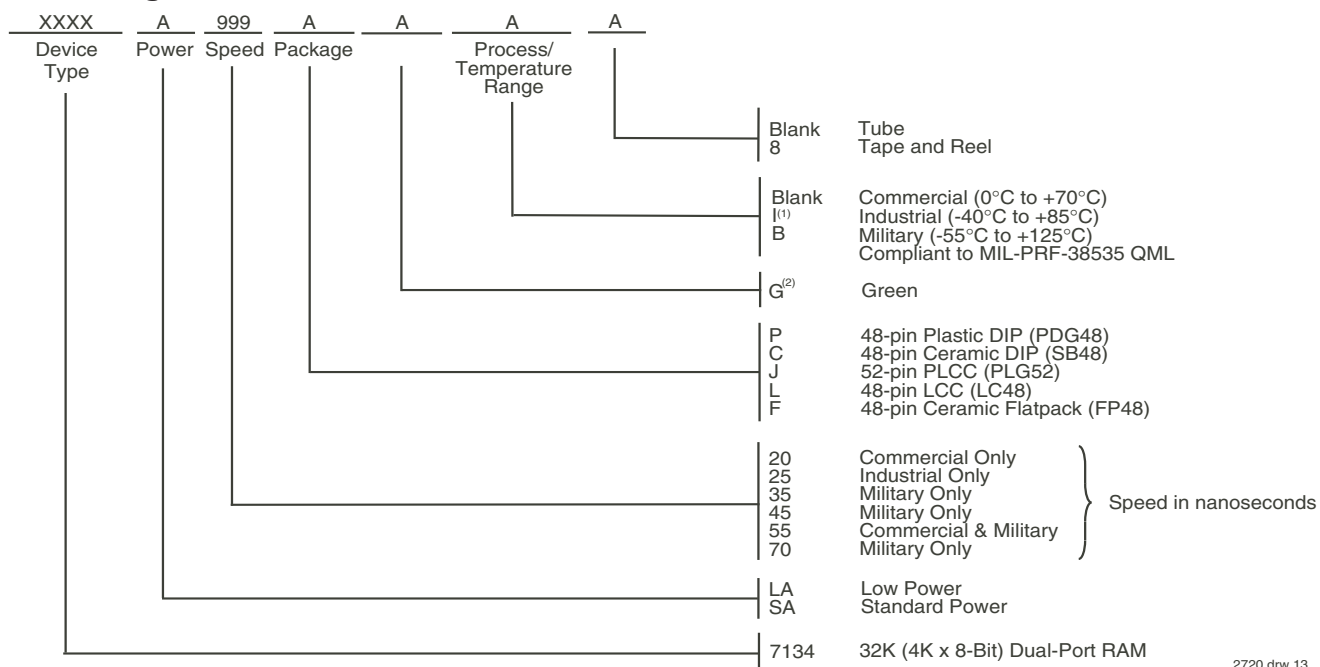 XXXX A 999 A A A A
Device Type Power Speed Package Process/ Temperature Range
Blank Tube
8 Tape and Reel
Blank Commercial (0°C to +70°C)
I(1) Industrial (-40°C to +85°C)
B Military (-55°C to +125°C)
Compliant to MIL-PRF-38535 QML
G(2) Green
P 48-pin Plastic DIP (PDG48)
C 48-pin Ceramic DIP (SB48)
J 52-pin PLCC (PLG52)
L 48-pin LCC (LC48)
F 48-pin Ceramic Flatpack (FP48)
20 Commercial Only
25 Industrial Only
35 Military Only
45 Military Only
55 Commercial & Military
70 Military Only
Speed in nanoseconds
LA Low Power
SA Standard Power
7134 32K (4K x 8-Bit) Dual-Port RAM
2720 drw 13